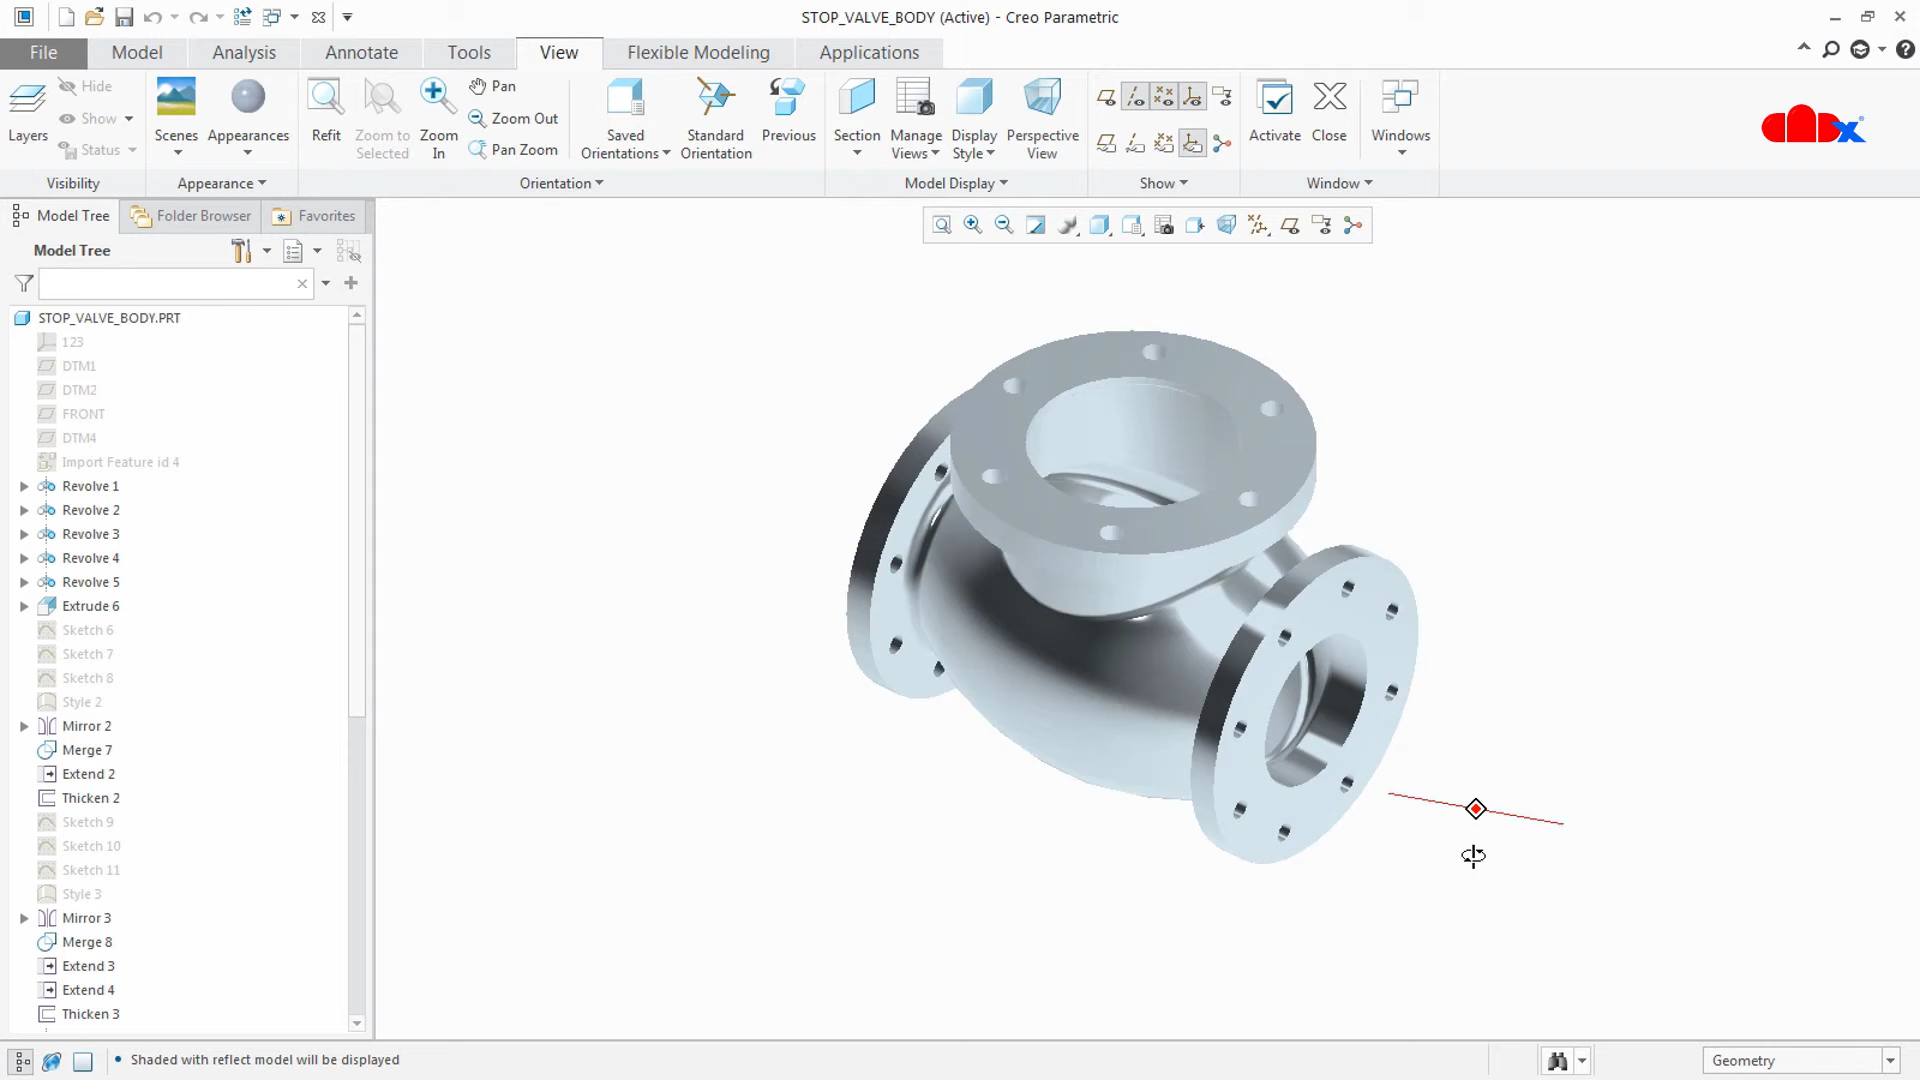 STOP_VALVE_BODY (Active) - Creo Parametric
File Model Analysis Annotate Tools View Flexible Modeling Applications
Layers
Hide
Show
Status
Scenes
Appearances
Refit
Zoom to
Selected
Zoom
In
Pan
Zoom Out
Pan Zoom
Saved
Orientations
Standard
Orientation
Previous
Section
Manage
Views
Display
Style
Perspective
View
Activate
Close
Windows
Visibility Appearance Orientation Model Display Show Window
Model Tree Folder Browser Favorites
Model Tree
STOP_VALVE_BODY.PRT
123
DTM1
DTM2
FRONT
DTM4
Import Feature id 4
Revolve 1
Revolve 2
Revolve 3
Revolve 4
Revolve 5
Extrude 6
Sketch 6
Sketch 7
Sketch 8
Style 2
Mirror 2
Merge 7
Extend 2
Thicken 2
Sketch 9
Sketch 10
Sketch 11
Style 3
Mirror 3
Merge 8
Extend 3
Extend 4
Thicken 3
Shaded with reflect model will be displayed
Geometry